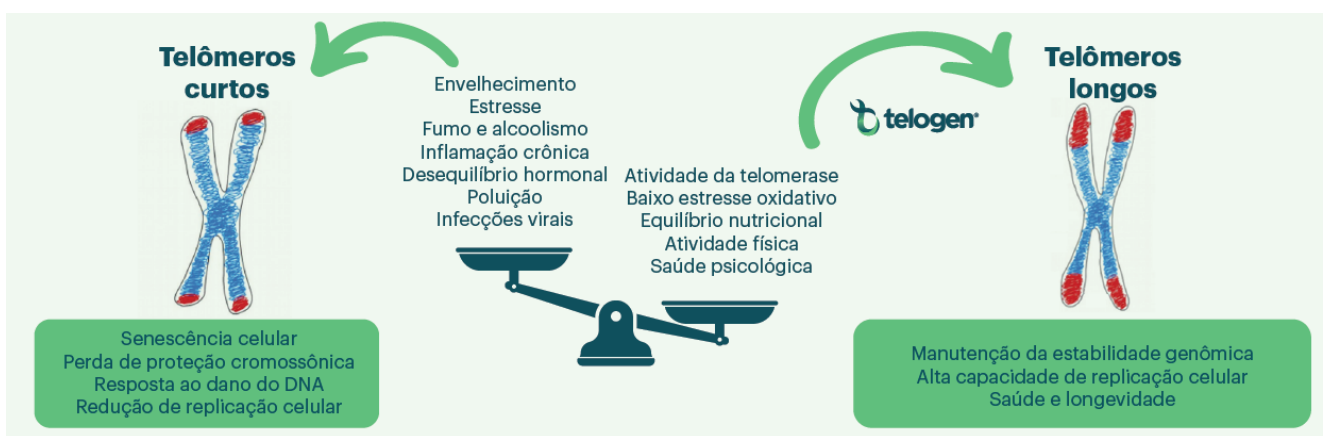 Telômeros
curtos
Envelhecimento
Estresse
Fumo e alcoolismo
Inflamação crônica
Desequilíbrio hormonal
Poluição
Infecções virais
Atividade da telomerase
Baixo estresse oxidativo
Equilíbrio nutricional
Atividade física
Saúde psicológica
telogen®
Telômeros
longos
Senescência celular
Perda de proteção cromossônica
Resposta ao dano do DNA
Redução de replicação celular
Manutenção da estabilidade genômica
Alta capacidade de replicação celular
Saúde e longevidade